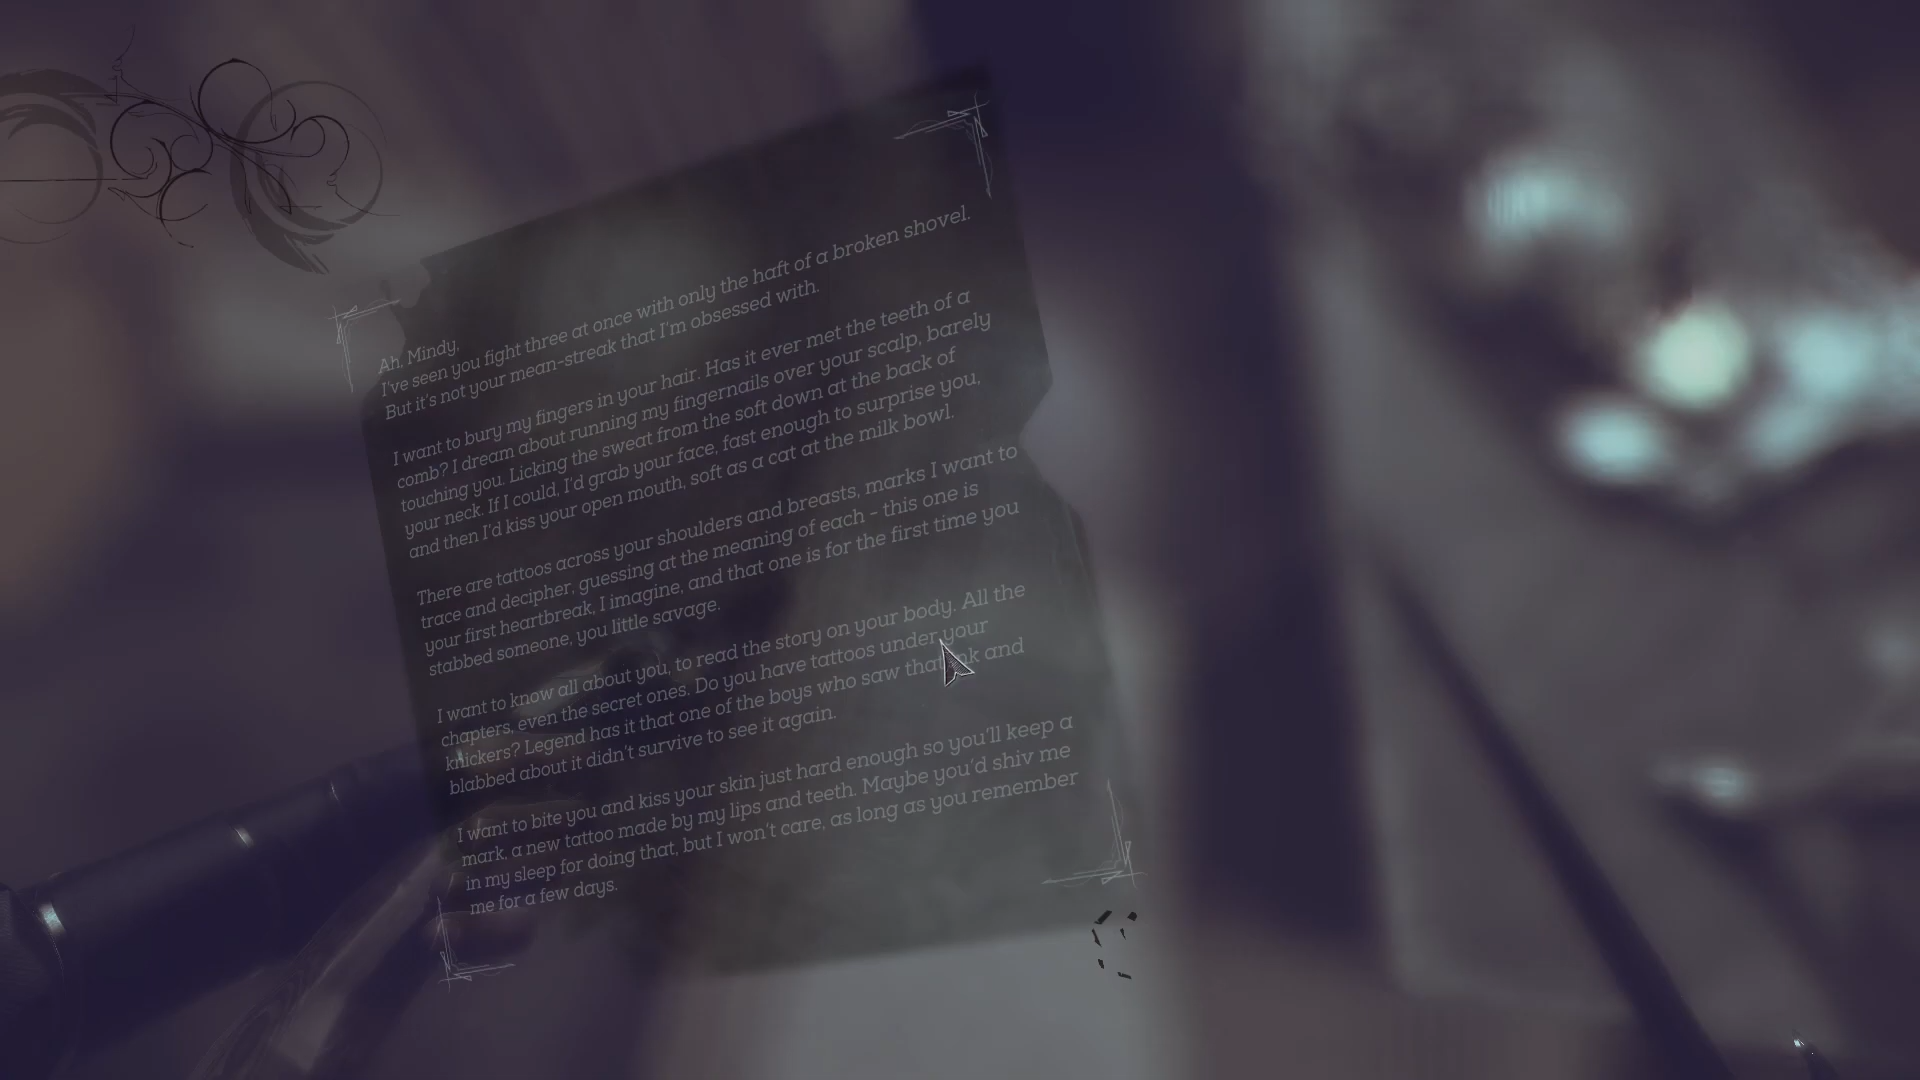 Ah, Mindy,
I've seen you fight three at once with only the haft of a broken shovel.
But it's not your mean-streak that I'm obsessed with.
I want to bury my fingers in your hair. Has it ever met the teeth of a
comb? I dream about running my fingernails over your scalp, barely
touching you. Licking the sweat from the soft down at the back of
your neck. If I could, I'd grab your face, fast enough to surprise you,
and then I'd kiss your open mouth, soft as a cat at the milk bowl.
There are tattoos across your shoulders and breasts, marks I want to
trace and decipher, guessing at the meaning of each - this one is
your first heartbreak, I imagine, and that one is for the first time you
stabbed someone, you little savage.
I want to know all about you, to read the story on your body. All the
chapters, even the secret ones. Do you have tattoos under your
knickers? Legend has it that one of the boys who saw that ink and
blabbed about it didn't survive to see it again.
I want to bite you and kiss your skin just hard enough so you'll keep a
mark, a new tattoo made by my lips and teeth. Maybe you'd shiv me
in my sleep for doing that, but I won't care, as long as you remember
me for a few days.